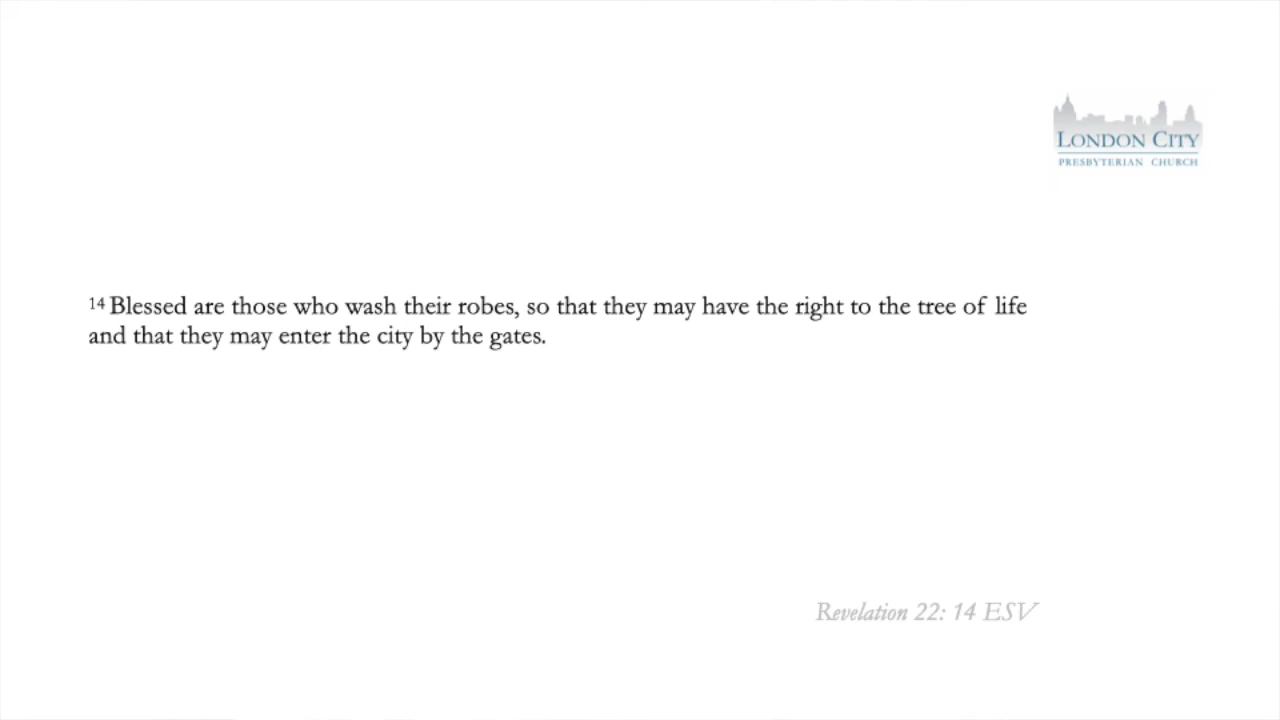 LONDON CITY
PRESBYTERIAN CHURCH
14 Blessed are those who wash their robes, so that they may have the right to the tree of life
and that they may enter the city by the gates.
Revelation 22: 14 ESV